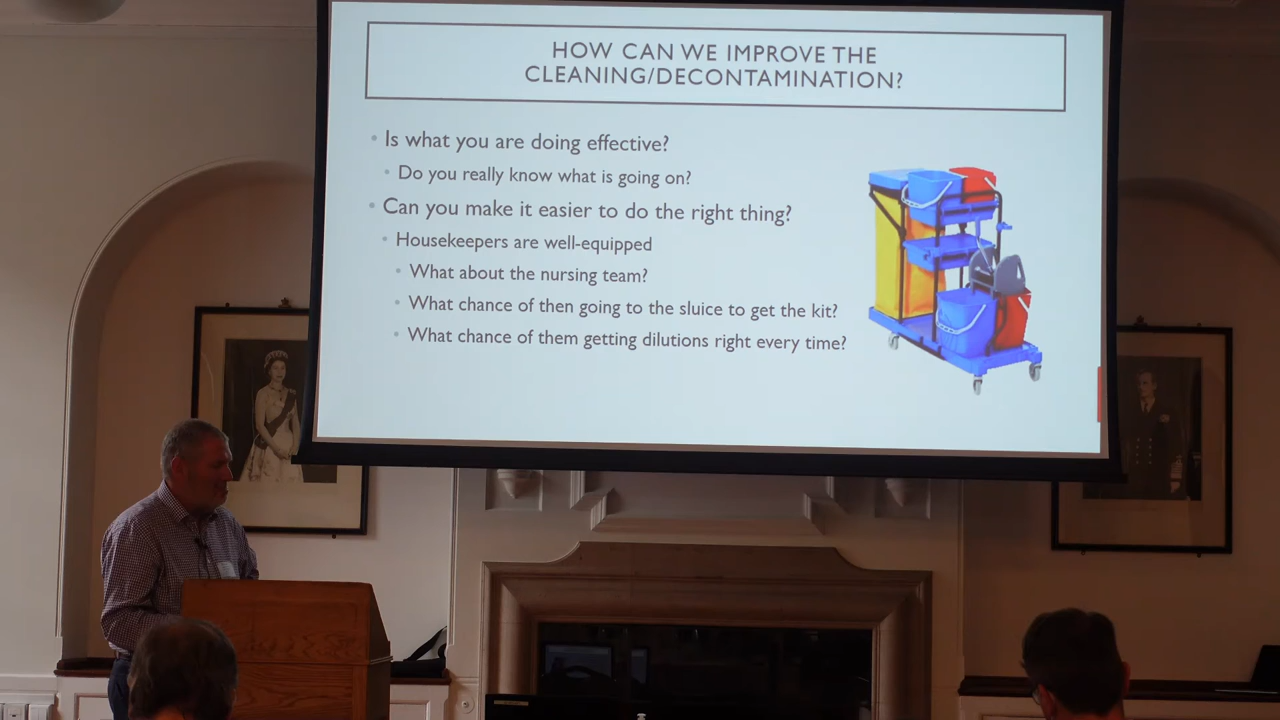 HOW CAN WE IMPROVE THE
CLEANING/DECONTAMINATION?
• Is what you are doing effective?
• Do you really know what is going on?
• Can you make it easier to do the right thing?
• Housekeepers are well-equipped
• What about the nursing team?
• What chance of then going to the sluice to get the kit?
• What chance of them getting dilutions right every time?